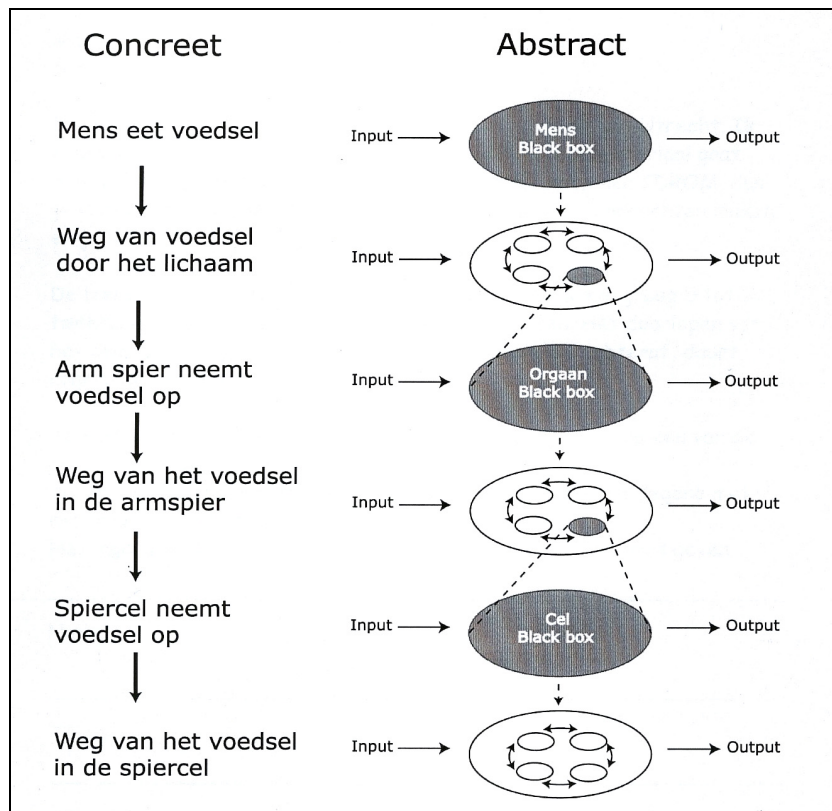 Concreet
Abstract
Mens eet voedsel
Input
Mens
Black box
Output
Weg van voedsel
door het lichaam
Input
Output
Arm spier neemt
voedsel op
Input
Orgaan
Black box
Output
Weg van het voedsel
in de armspier
Input
Output
Spiercel neemt
voedsel op
Input
Cel
Black box
Output
Weg van het voedsel
in de spiercel
Input
Output